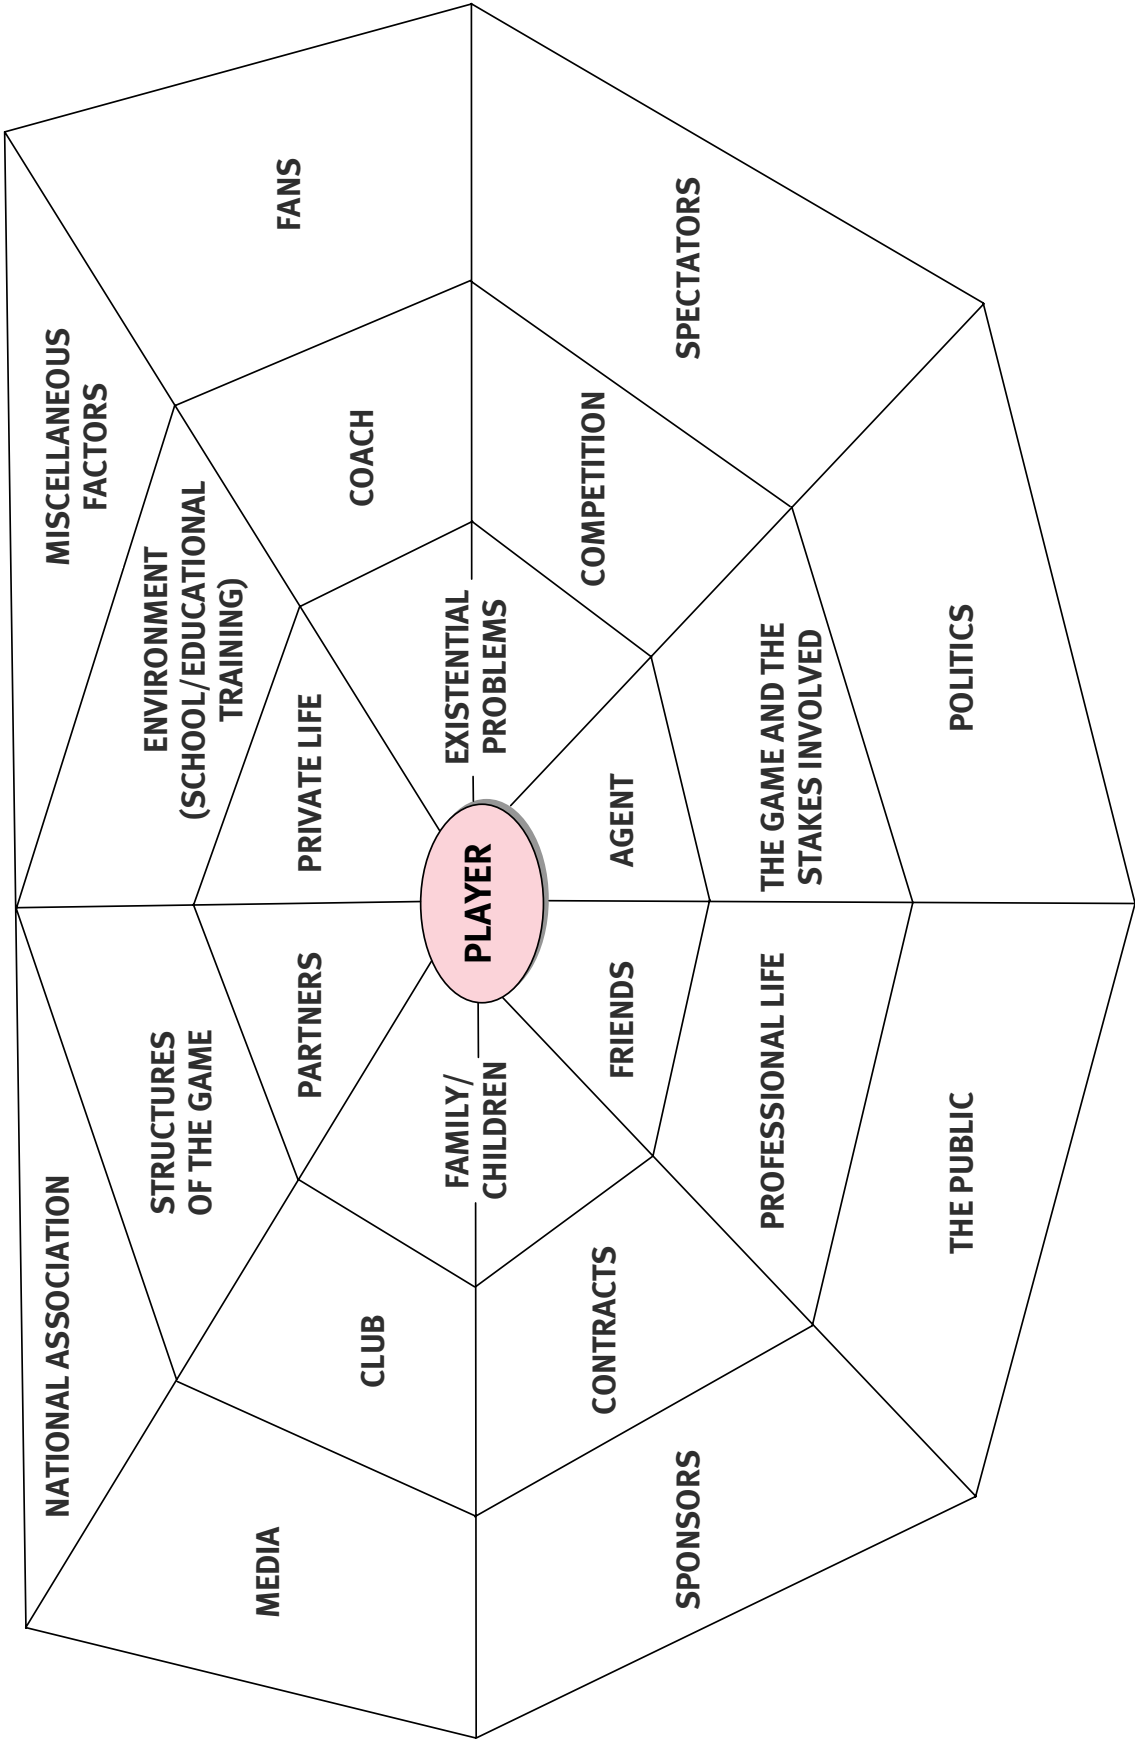 NATIONAL ASSOCIATION
MISCELLANEOUS
FACTORS
STRUCTURES
OF THE GAME
ENVIRONMENT
(SCHOOL/EDUCATIONAL
TRAINING)
MEDIA
FANS
PARTNERS
PRIVATE LIFE
CLUB
COACH
FAMILY/
CHILDREN
PLAYER
EXISTENTIAL
PROBLEMS
CONTRACTS
COMPETITION
FRIENDS
AGENT
SPONSORS
SPECTATORS
PROFESSIONAL LIFE
THE GAME AND THE
STAKES INVOLVED
THE PUBLIC
POLITICS